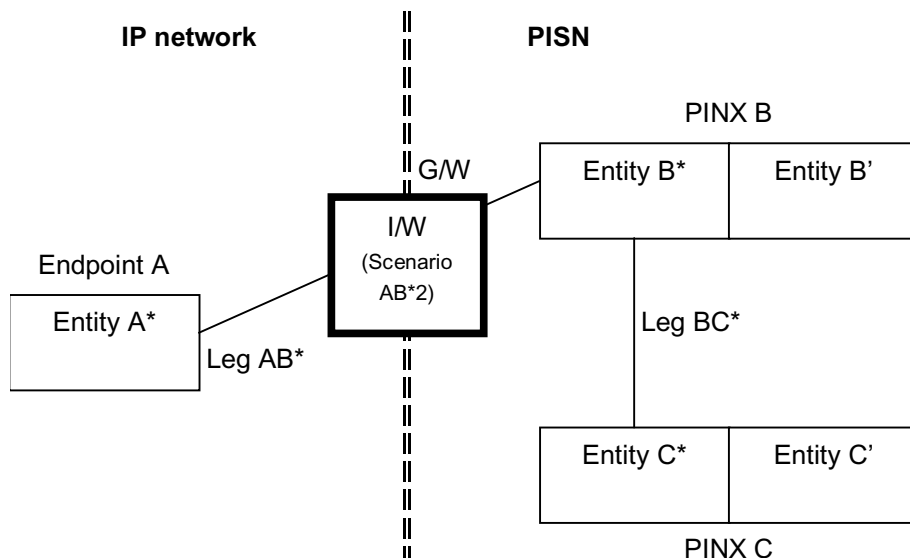 IP network
PISN
PINX B
G/W
Entity B*
Entity B’
I/W
(Scenario
AB*2)
Endpoint A
Entity A*
Leg AB*
Leg BC*
Entity C*
Entity C’
PINX C